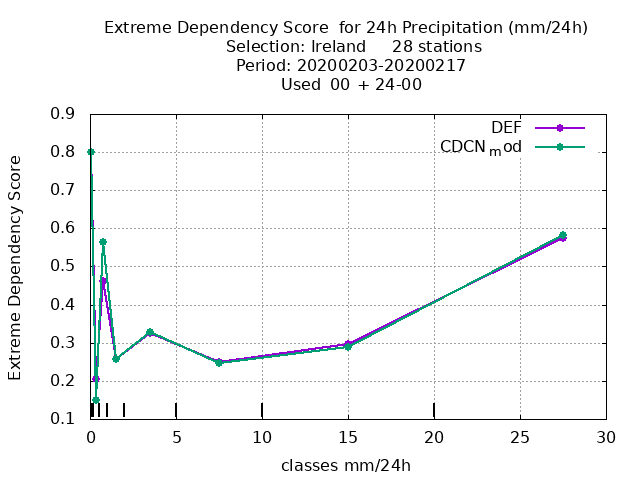 Extreme Dependency Score  for 24h Precipitation (mm/24h)
Selection: Ireland     28 stations
Period: 20200203-20200217
Used  00 + 24-00
DEF
CDCN_mod
Extreme Dependency Score
0.9
0.8
0.7
0.6
0.5
0.4
0.3
0.2
0.1
0 5 10 15 20 25 30
classes mm/24h